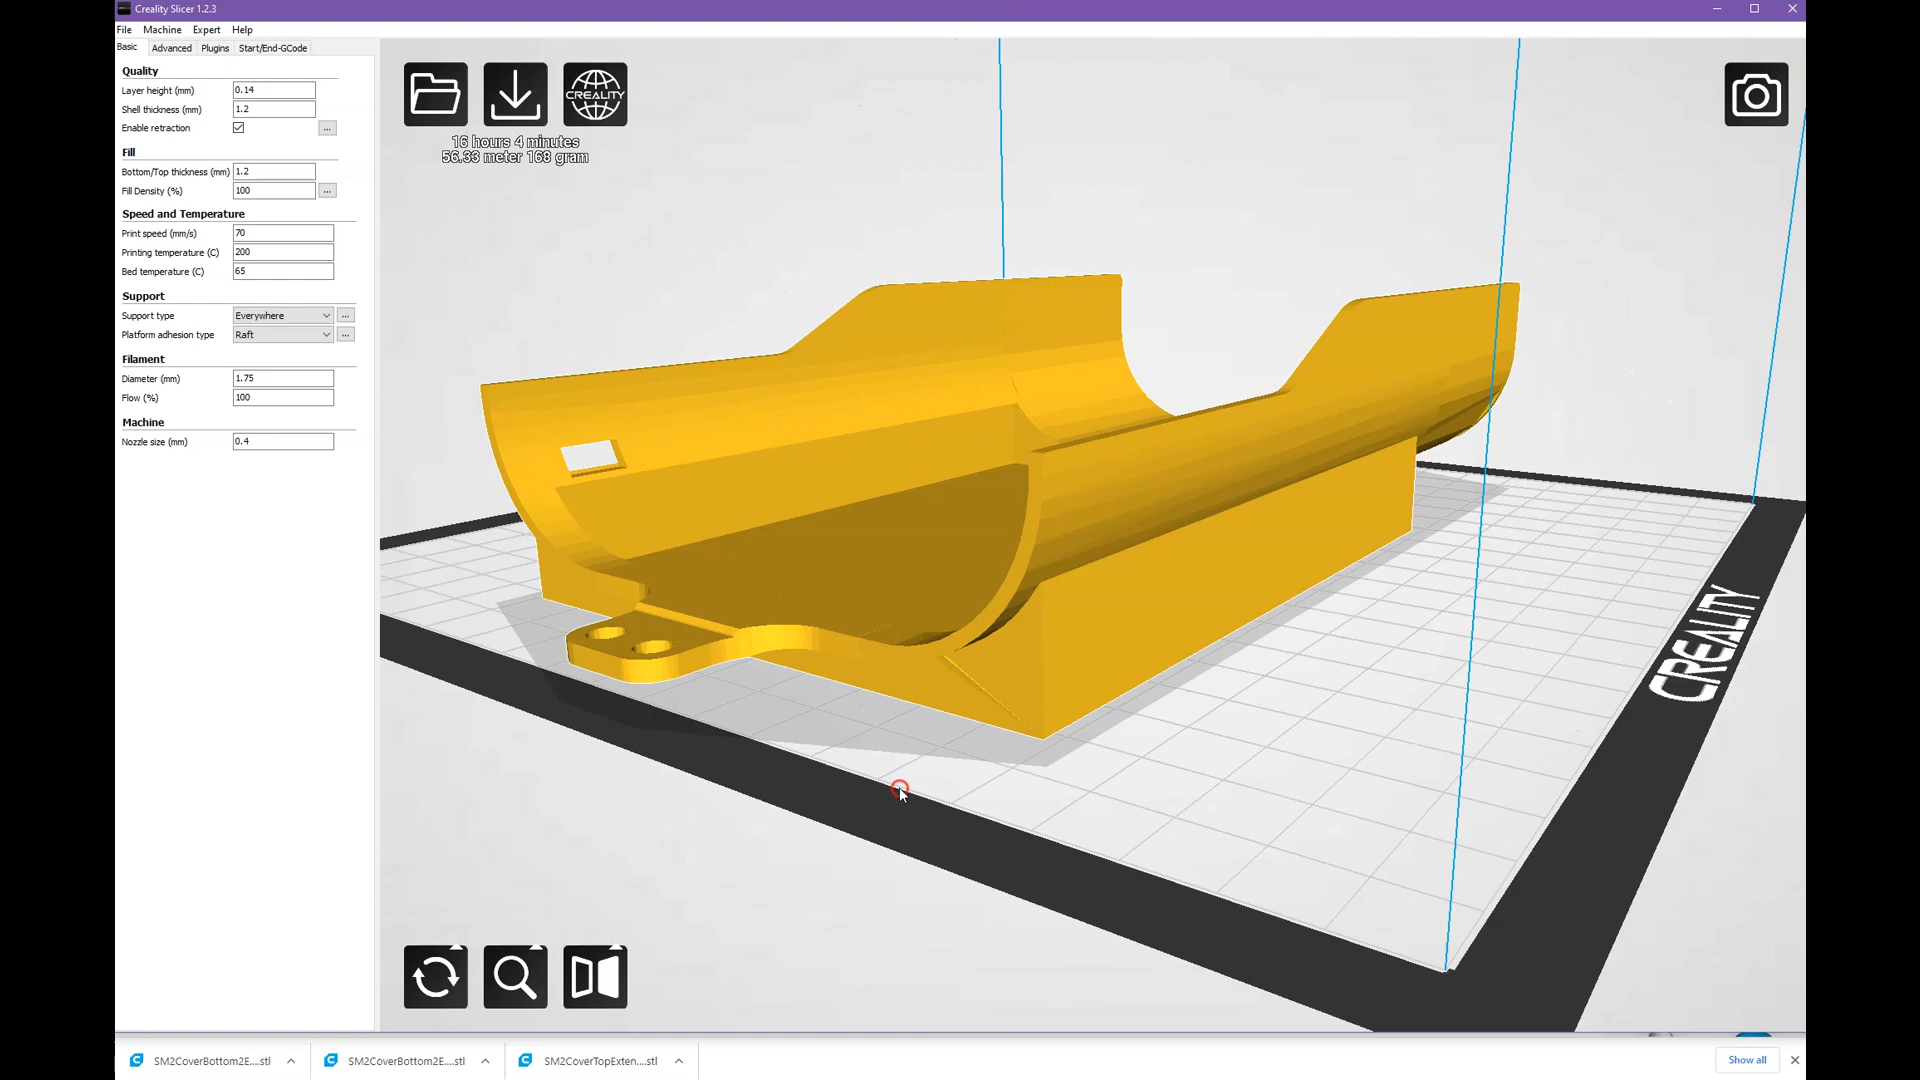 Creality Slicer 1.2.3
File Machine Expert Help
Basic Advanced Plugins Start/End-GCode
Quality
Layer height (mm) 0.14
Shell thickness (mm) 1.2
Enable retraction ...
Fill
Bottom/Top thickness (mm) 1.2
Fill Density (%) 100 ...
Speed and Temperature
Print speed (mm/s) 70
Printing temperature (C) 200
Bed temperature (C) 65
Support
Support type Everywhere ...
Platform adhesion type Raft ...
Filament
Diameter (mm) 1.75
Flow (%) 100
Machine
Nozzle size (mm) 0.4
CREALITY
16 hours 4 minutes
56.33 meter 168 gram
CREALITY
SM2CoverBottom2E....stl SM2CoverBottom2E....stl SM2CoverTopExten....stl Show all